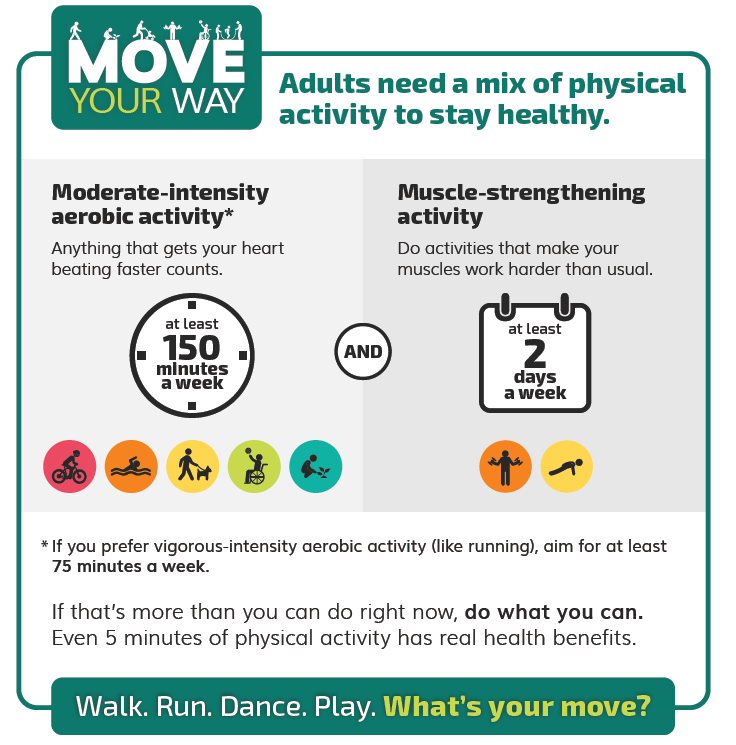 MOVE
YOUR WAY
Adults need a mix of physical
activity to stay healthy.
Moderate-intensity
aerobic activity*
Anything that gets your heart
beating faster counts.
at least
150
minutes
a week
AND
Muscle-strengthening
activity
Do activities that make your
muscles work harder than usual.
at least
2
days
a week
* If you prefer vigorous-intensity aerobic activity (like running), aim for at least
75 minutes a week.
If that's more than you can do right now, do what you can.
Even 5 minutes of physical activity has real health benefits.
Walk. Run. Dance. Play. What's your move?